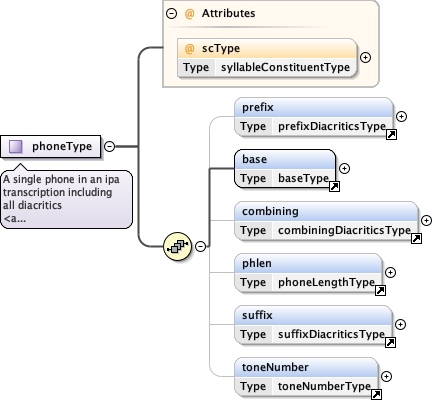 @ Attributes
@ scType
Type syllableConstituentType
phoneType
A single phone in an ipa
transcription including
all diacritics
<a...
prefix
Type prefixDiacriticsType
base
Type baseType
combining
Type combiningDiacriticsType
phlen
Type phoneLengthType
suffix
Type suffixDiacriticsType
toneNumber
Type toneNumberType